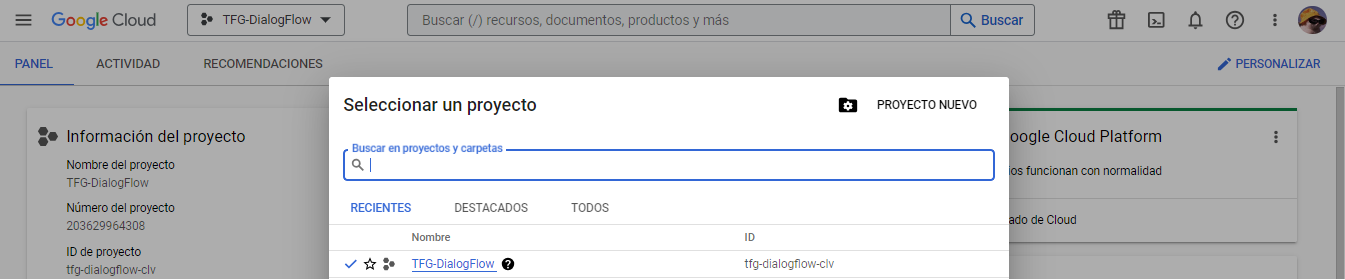 Google Cloud
TFG-DialogFlow
Buscar (/) recursos, documentos, productos y más
Buscar
PANEL
ACTIVIDAD
RECOMENDACIONES
PERSONALIZAR
Información del proyecto
Nombre del proyecto
TFG-DialogFlow
Número del proyecto
203629964308
ID de proyecto
tfg-dialogflow-clv
Seleccionar un proyecto
PROYECTO NUEVO
Buscar en proyectos y carpetas
RECIENTES
DESTACADOS
TODOS
Nombre
ID
TFG-DialogFlow
tfg-dialogflow-clv
oogle Cloud Platform
ios funcionan con normalidad
ado de Cloud